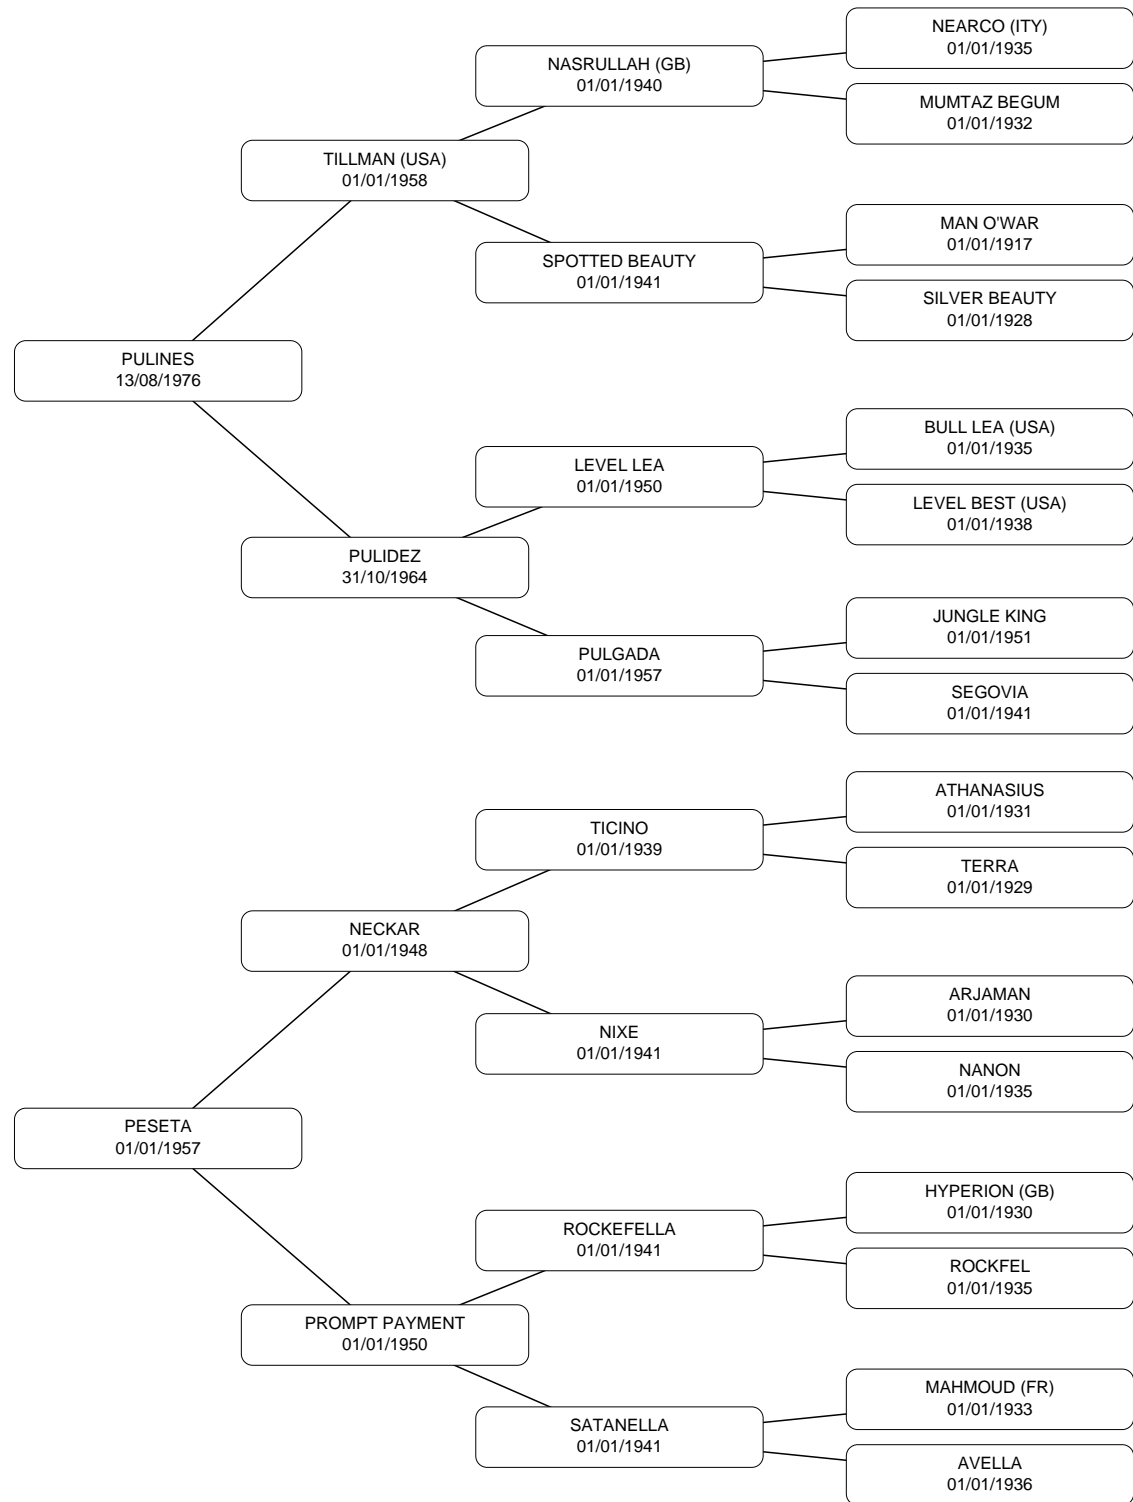 NEARCO (ITY)
01/01/1935
NASRULLAH (GB)
01/01/1940
MUMTAZ BEGUM
01/01/1932
TILLMAN (USA)
01/01/1958
MAN O'WAR
01/01/1917
SPOTTED BEAUTY
01/01/1941
SILVER BEAUTY
01/01/1928
PULINES
13/08/1976
BULL LEA (USA)
01/01/1935
LEVEL LEA
01/01/1950
LEVEL BEST (USA)
01/01/1938
PULIDEZ
31/10/1964
JUNGLE KING
01/01/1951
PULGADA
01/01/1957
SEGOVIA
01/01/1941
ATHANASIUS
01/01/1931
TICINO
01/01/1939
TERRA
01/01/1929
NECKAR
01/01/1948
ARJAMAN
01/01/1930
NIXE
01/01/1941
NANON
01/01/1935
PESETA
01/01/1957
HYPERION (GB)
01/01/1930
ROCKEFELLA
01/01/1941
ROCKFEL
01/01/1935
PROMPT PAYMENT
01/01/1950
MAHMOUD (FR)
01/01/1933
SATANELLA
01/01/1941
AVELLA
01/01/1936